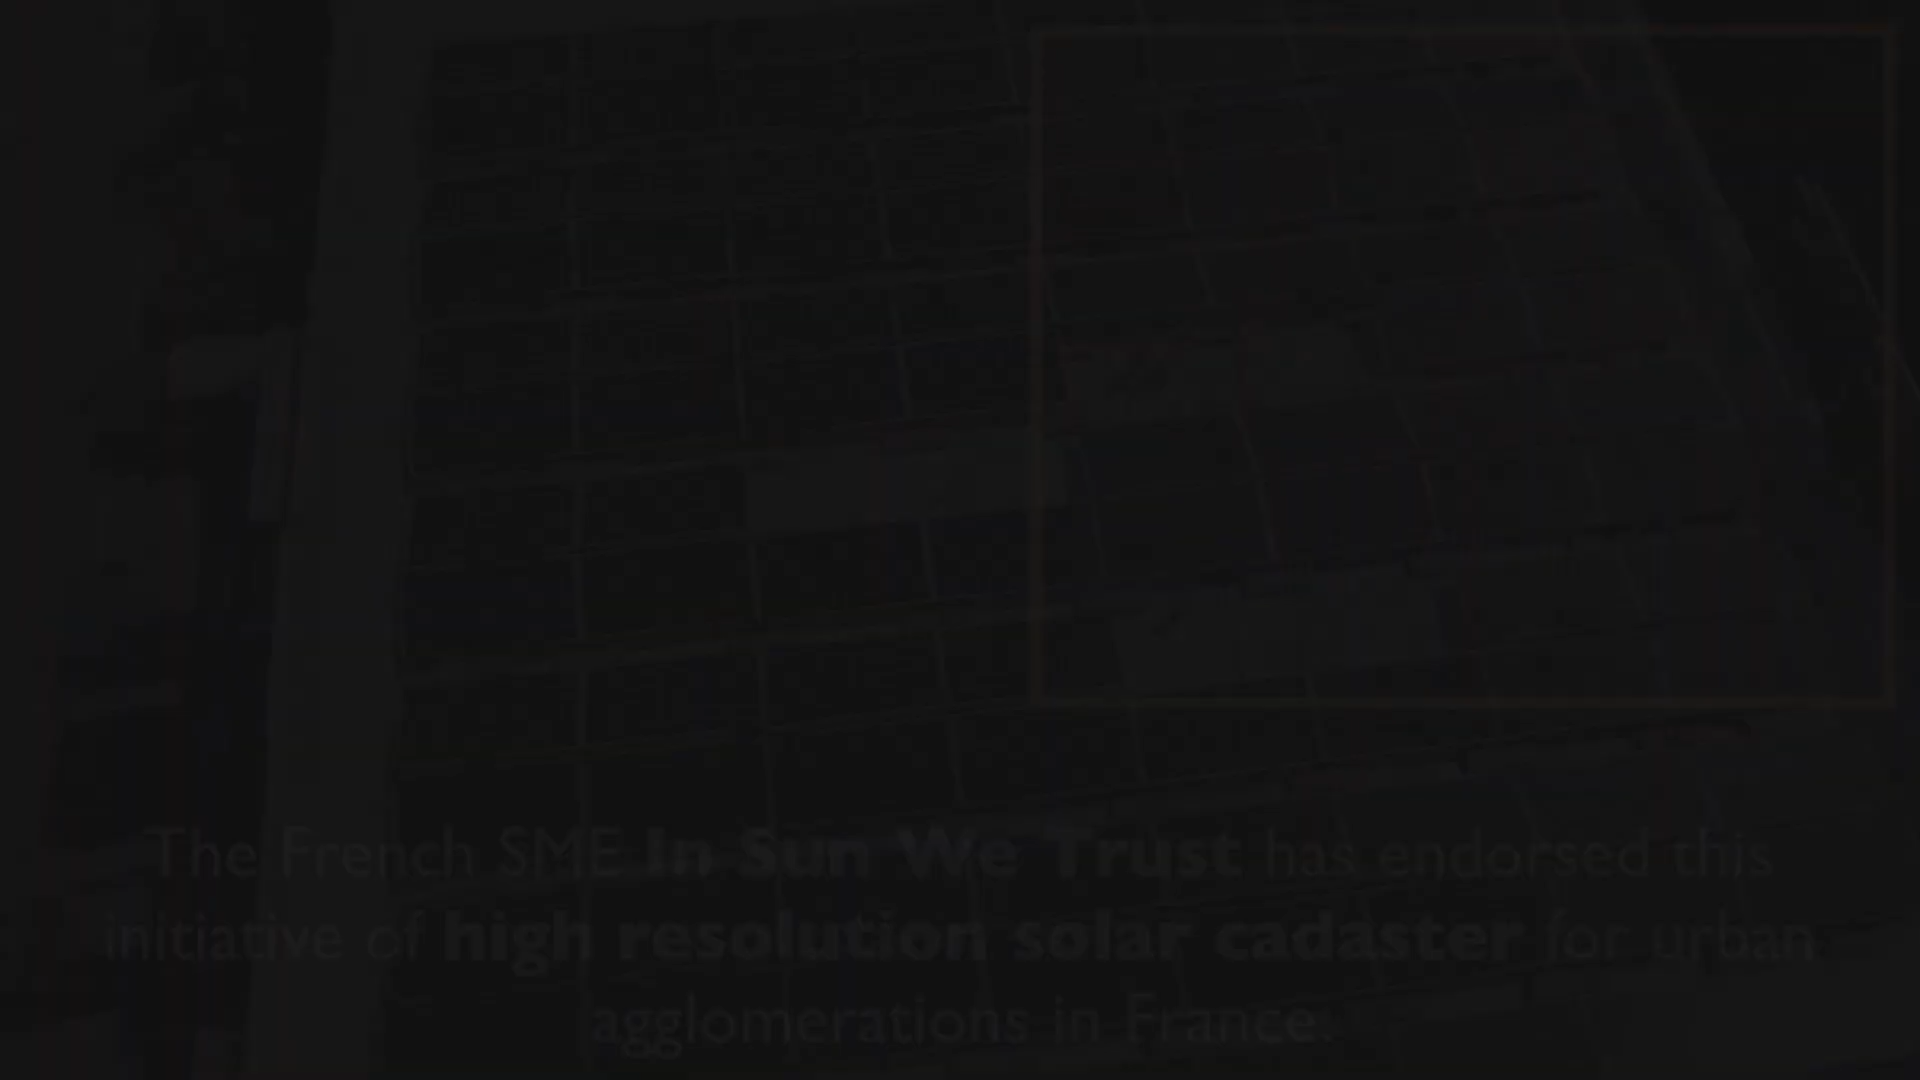 The French SME In Sun We Trust has endorsed this
initiative of high resolution solar cadaster for urban
agglomerations in France.